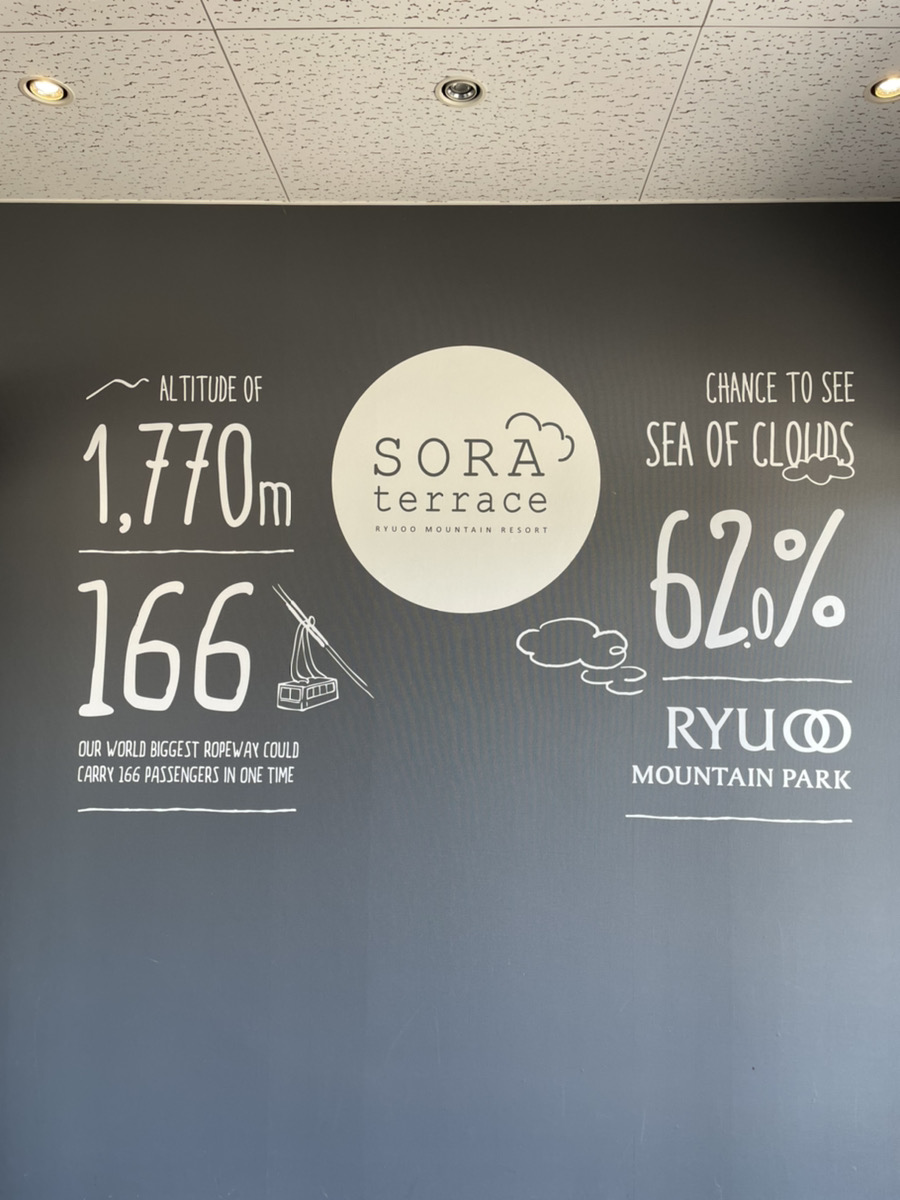 ALTITUDE OF
1,770m
166
OUR WORLD BIGGEST ROPEWAY COULD
CARRY 166 PASSENGERS IN ONE TIME
SORA
terrace
RYUOO MOUNTAIN RESORT
CHANCE TO SEE
SEA OF CLOUDS
62.0%
RYUOO
MOUNTAIN PARK